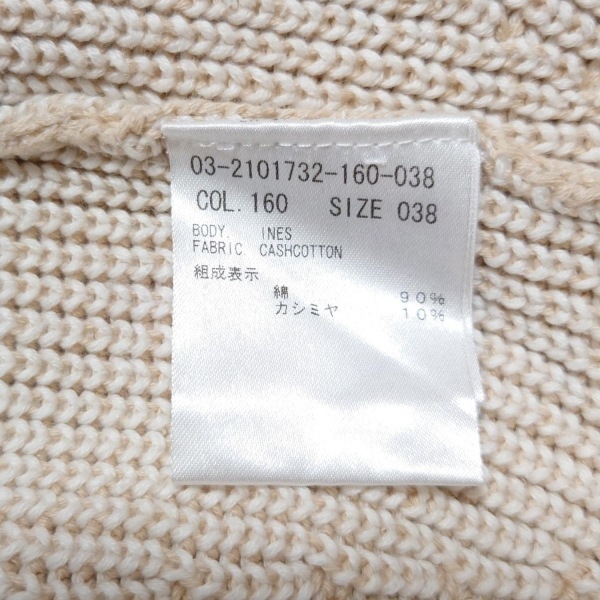 03-2101732-160-038
COL. 160 SIZE 038
BODY. INES
FABRIC CASHCOTTON
組成表示
綿 90%
カシミヤ 10%